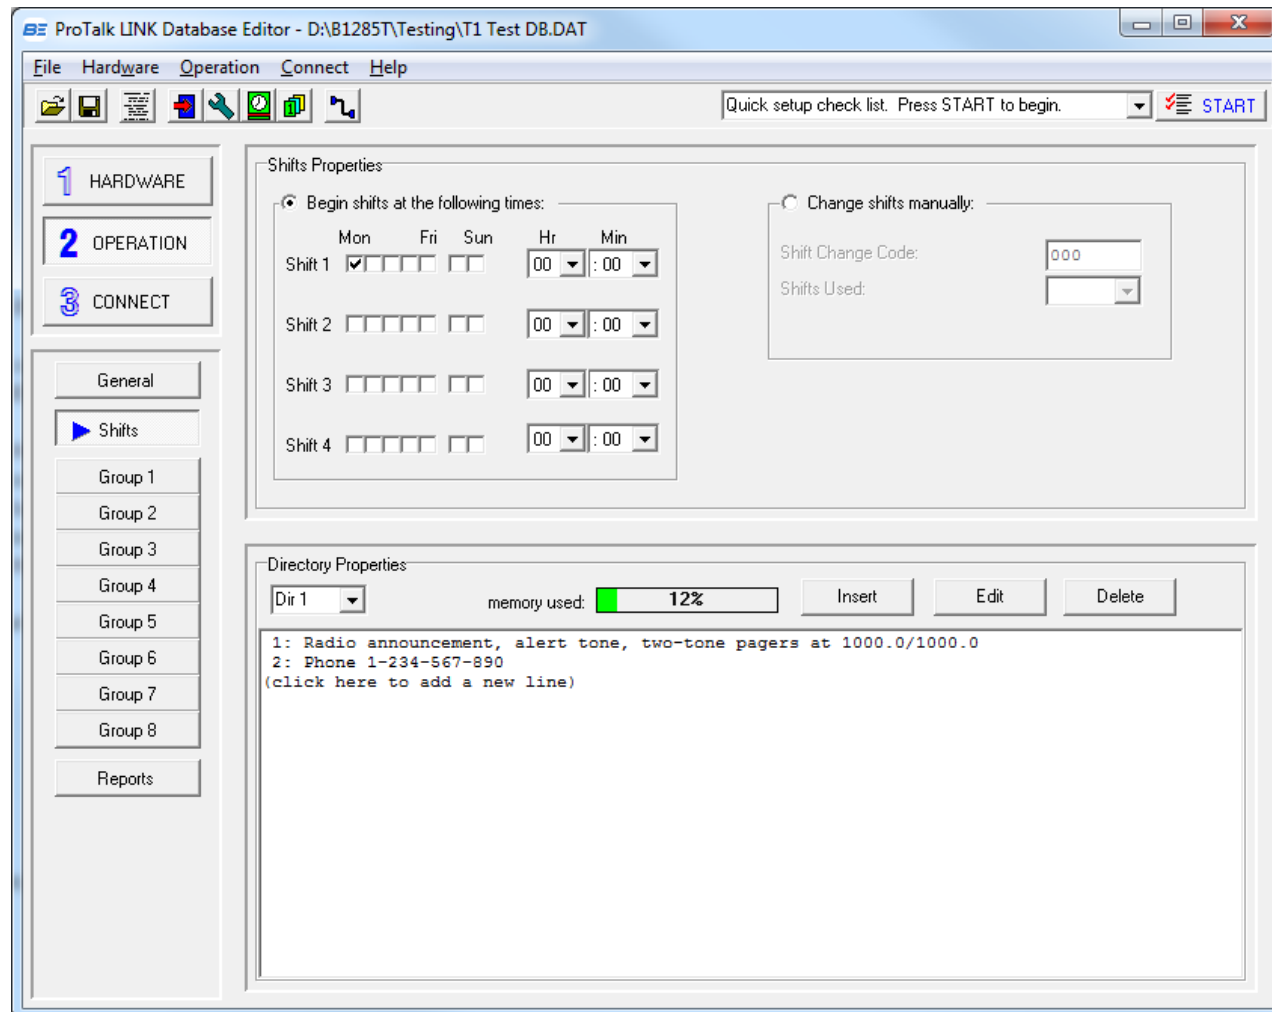 BE ProTalk LINK Database Editor - D:\B1285T\Testing\T1 Test DB.DAT
File Hardware Operation Connect Help
Quick setup check list. Press START to begin. START
1 HARDWARE
2 OPERATION
3 CONNECT
General
Shifts
Group 1
Group 2
Group 3
Group 4
Group 5
Group 6
Group 7
Group 8
Reports
Shifts Properties
Begin shifts at the following times:
Mon Fri Sun Hr Min
Shift 1 00 : 00
Shift 2 00 : 00
Shift 3 00 : 00
Shift 4 00 : 00
Change shifts manually:
Shift Change Code: 000
Shifts Used:
Directory Properties
Dir 1 memory used: 12% Insert Edit Delete
1: Radio announcement, alert tone, two-tone pagers at 1000.0/1000.0
2: Phone 1-234-567-890
(click here to add a new line)